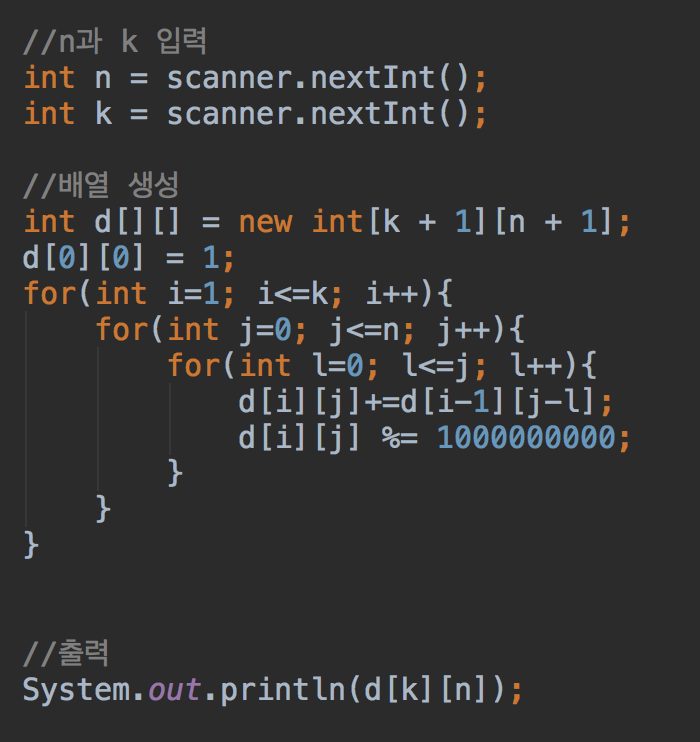 //n과 k 입력
int n = scanner.nextInt();
int k = scanner.nextInt();
//배열 생성
int d[][] = new int[k + 1][n + 1];
d[0][0] = 1;
for(int i=1; i<=k; i++){
for(int j=0; j<=n; j++){
for(int l=0; l<=j; l++){
d[i][j]+=d[i-1][j-l];
d[i][j] %= 1000000000;
}
}
}
//출력
System.out.println(d[k][n]);